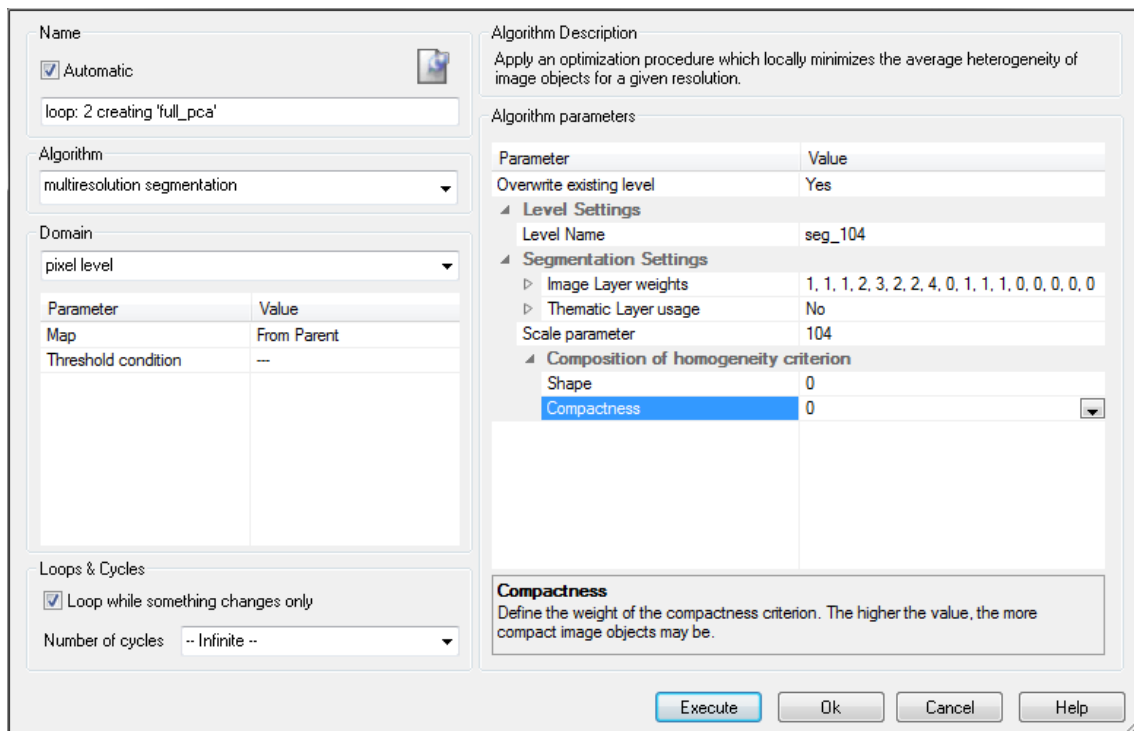 Name
Automatic
loop: 2 creating 'full_pca'
Algorithm
multiresolution segmentation
Domain
pixel level
Parameter Value
Map From Parent
Threshold condition ---
Loops & Cycles
Loop while something changes only
Number of cycles -- Infinite --
Algorithm Description
Apply an optimization procedure which locally minimizes the average heterogeneity of
image objects for a given resolution.
Algorithm parameters
Parameter Value
Overwrite existing level Yes
Level Settings
Level Name seg_104
Segmentation Settings
Image Layer weights 1, 1, 1, 2, 3, 2, 2, 4, 0, 1, 1, 1, 0, 0, 0, 0, 0
Thematic Layer usage No
Scale parameter 104
Composition of homogeneity criterion
Shape 0
Compactness 0
Compactness
Define the weight of the compactness criterion. The higher the value, the more
compact image objects may be.
Execute Ok Cancel Help